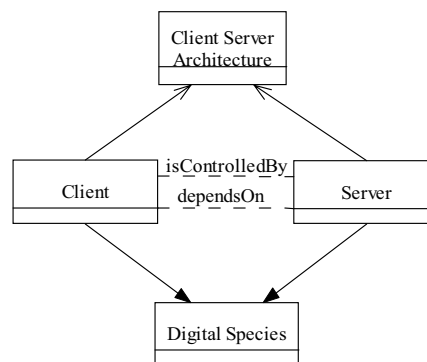 Client Server
Architecture
isControlledBy
Client
dependsOn
Server
Digital Species